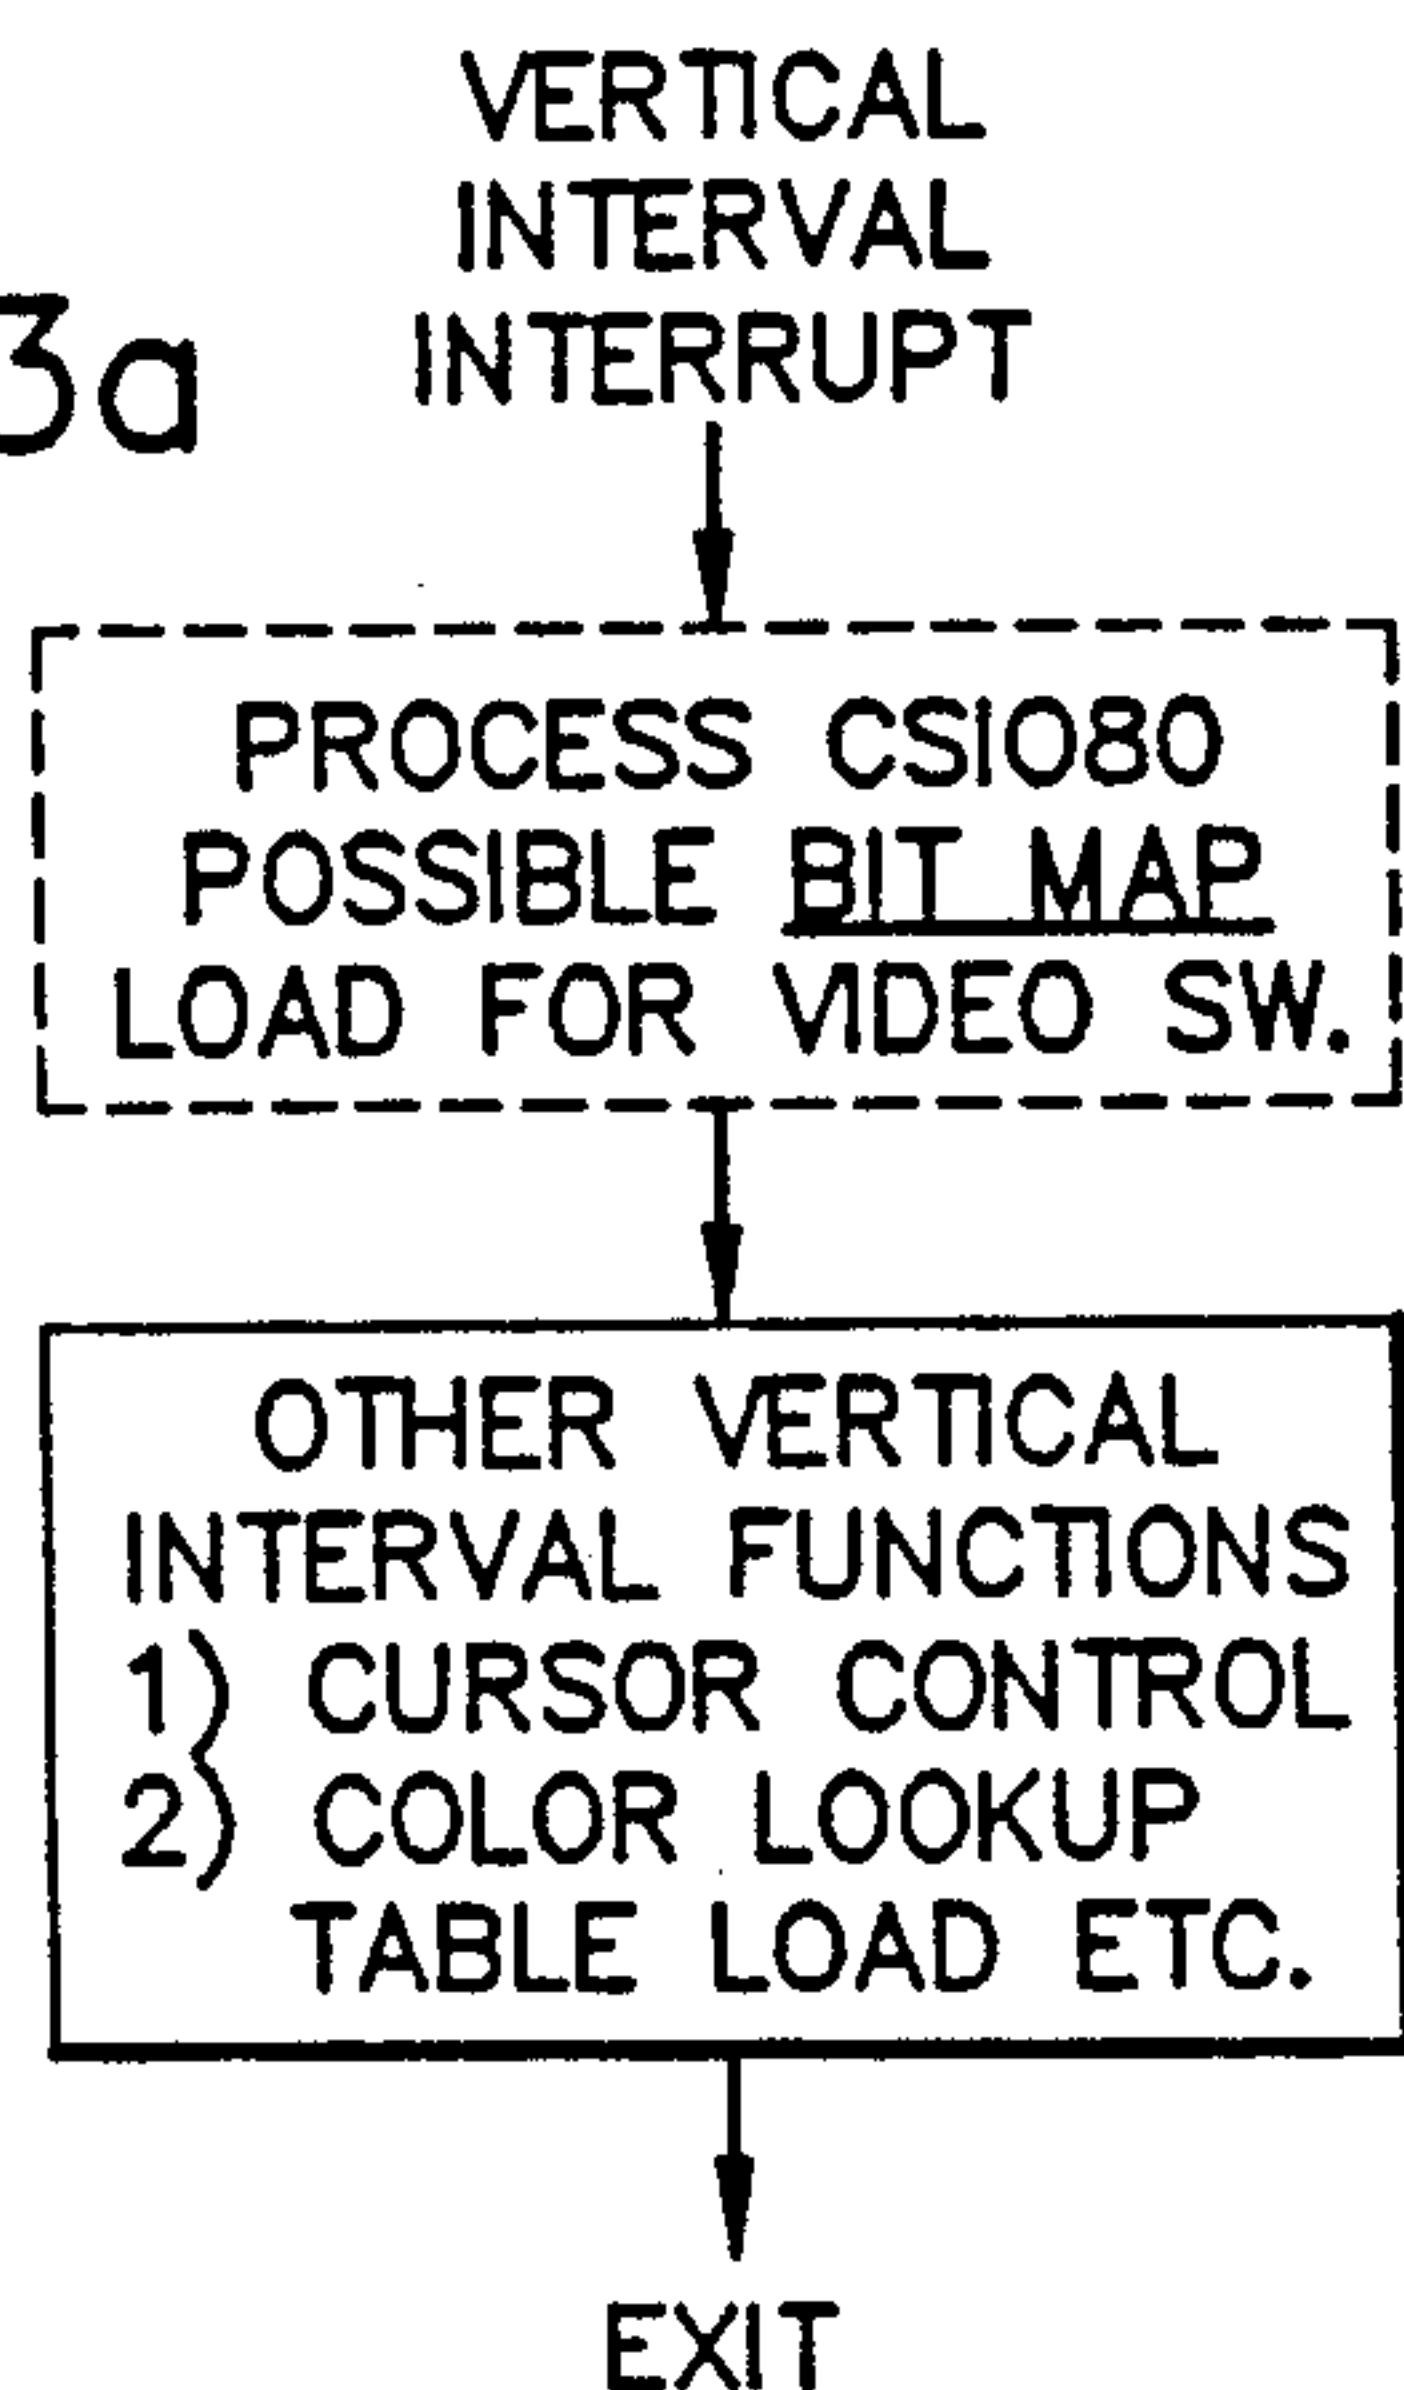 VERTICAL
INTERVAL
INTERRUPT
3a
PROCESS CS1080
POSSIBLE BIT MAP
LOAD FOR VIDEO SW.
OTHER VERTICAL
INTERVAL FUNCTIONS
1) CURSOR CONTROL
2) COLOR LOOKUP
TABLE LOAD ETC.
EXIT